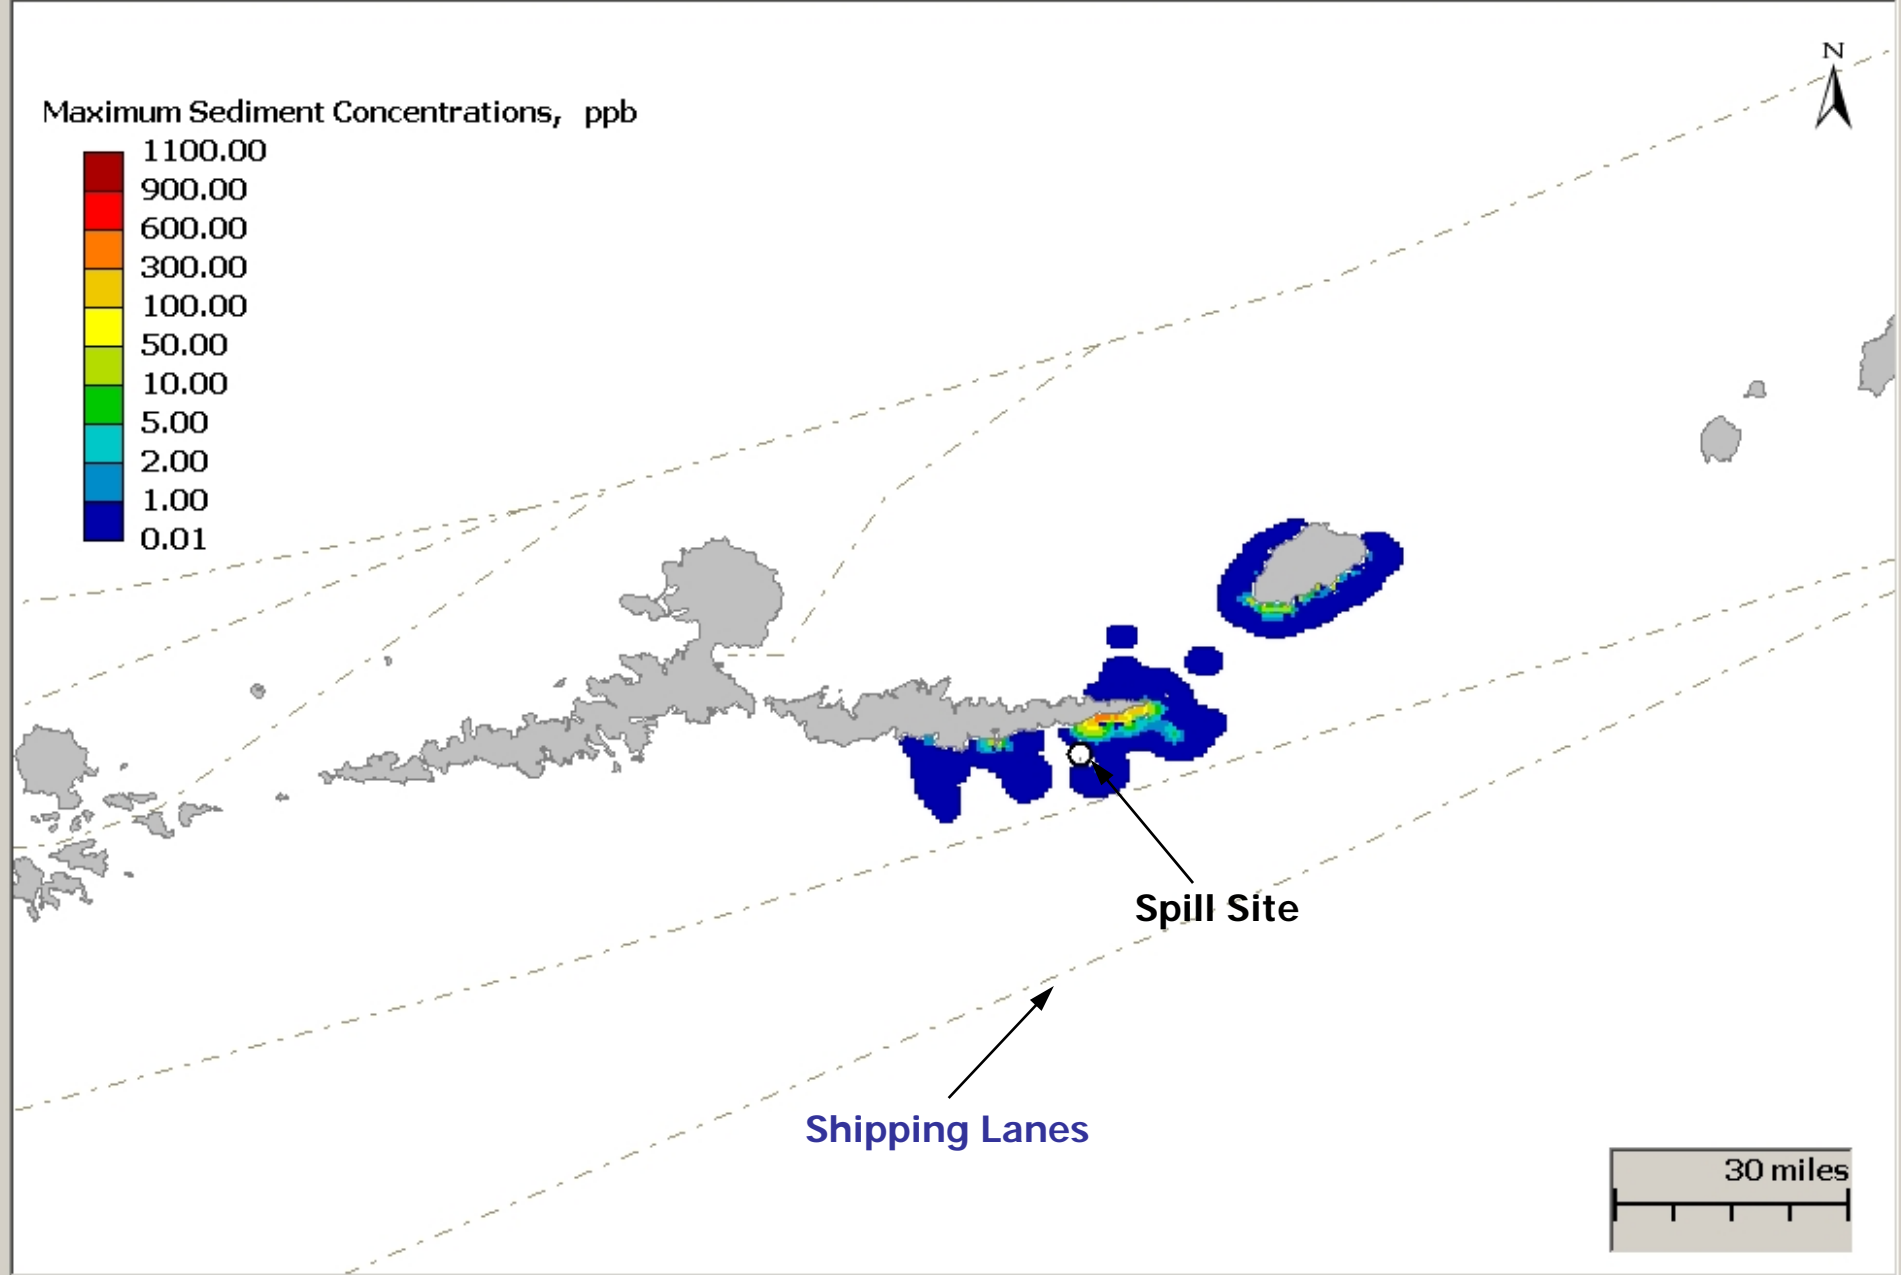 N
Maximum Sediment Concentrations, ppb
1100.00
900.00
600.00
300.00
100.00
50.00
10.00
5.00
2.00
1.00
0.01
Spill Site
Shipping Lanes
30 miles